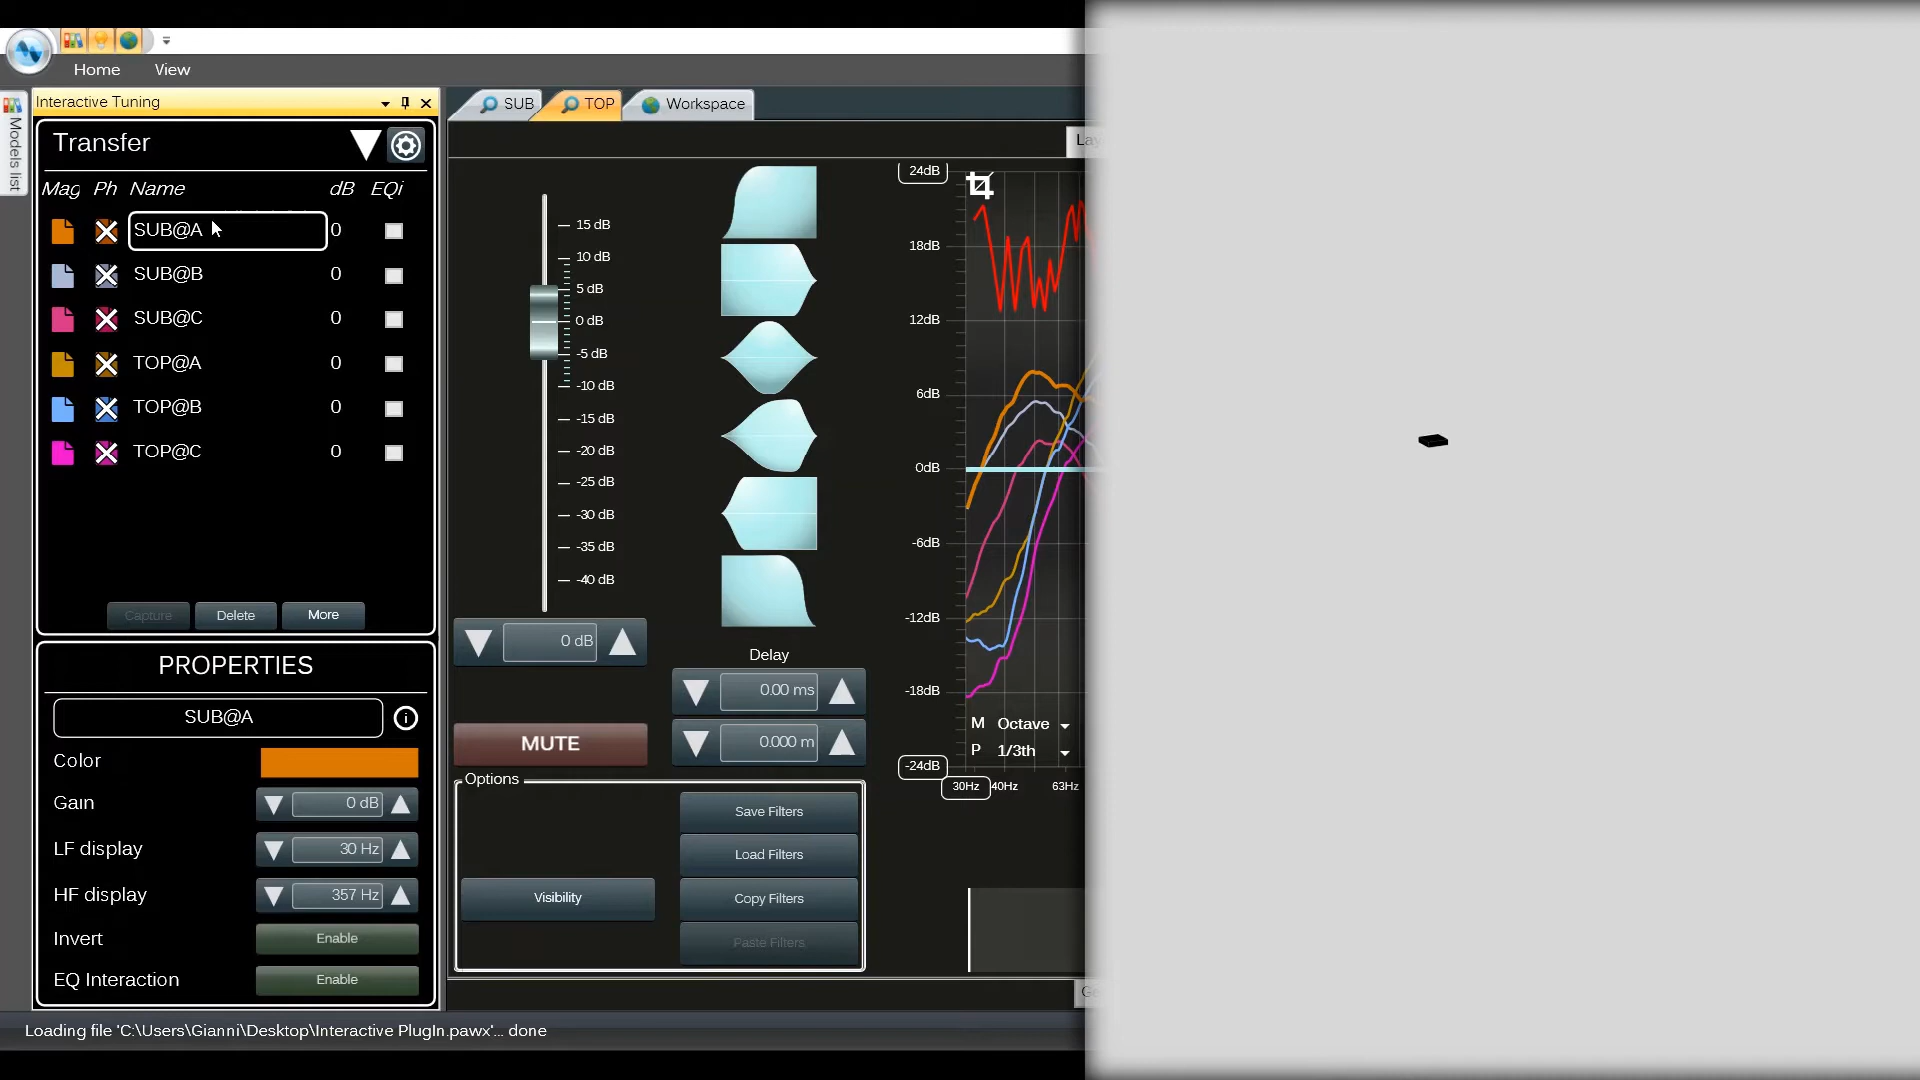 Home View
Models list
Interactive Tuning
Transfer
Mag Ph Name dB EQi
SUB@A 0
SUB@B 0
SUB@C 0
TOP@A 0
TOP@B 0
TOP@C 0
Capture Delete More
PROPERTIES
SUB@A
Color
Gain 0 dB
LF display 30 Hz
HF display 357 Hz
Invert Enable
EQ Interaction Enable
SUB TOP Workspace
15 dB
10 dB
5 dB
0 dB
-5 dB
-10 dB
-15 dB
-20 dB
-25 dB
-30 dB
-35 dB
-40 dB
0 dB
MUTE
Delay
0.00 ms
0.000 m
Options
Visibility
Save Filters
Load Filters
Copy Filters
Paste Filters
24dB
18dB
12dB
6dB
0dB
-6dB
-12dB
-18dB
-24dB
M Octave
P 1/3th
30Hz 40Hz 63Hz
Loading file 'C:\Users\Gianni\Desktop\Interactive PlugIn.pawx'... done